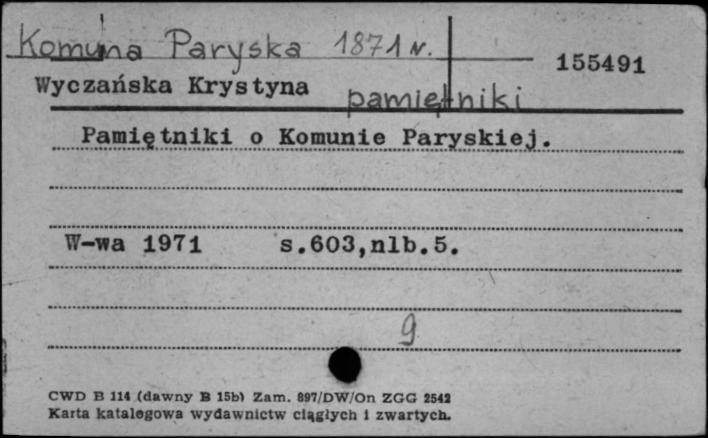 Komuna Paryska 1871 r.
155491
Wyczańska Krystyna
pamiętniki
Pamiętniki o Komunie Paryskiej.
W-wa 1971 s.603,nlb.5.
9
CWD B 114 (dawny B 15b) Zam. 897/DW/On ZGG 2542
Karta katalogowa wydawnictw ciągłych i zwartych.